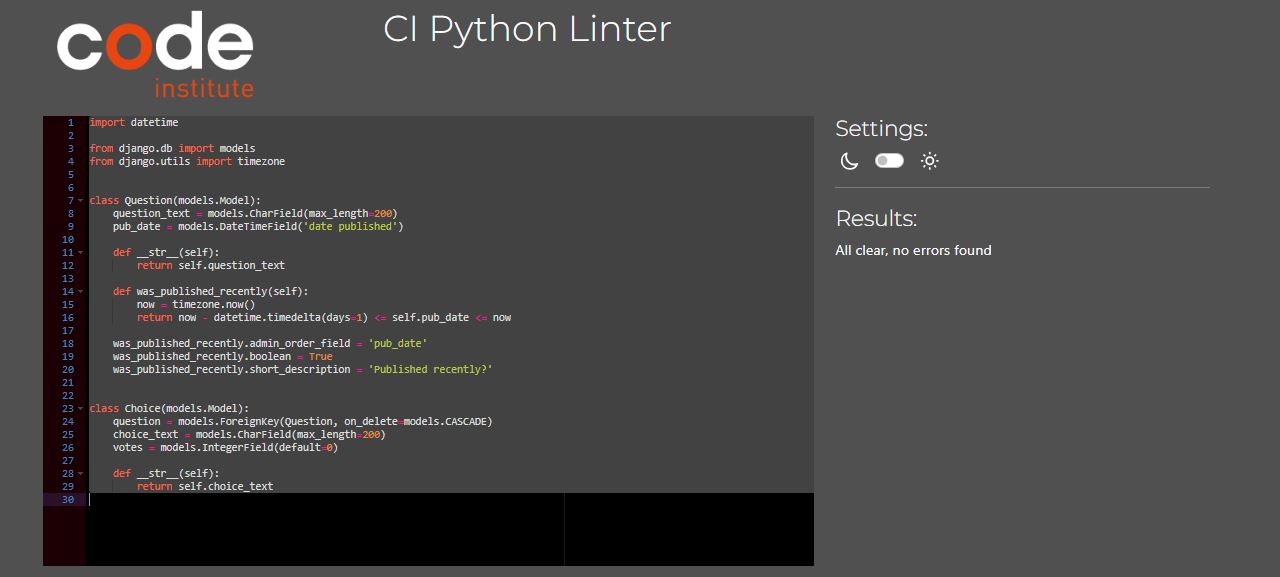 code
institute
CI Python Linter
1 import datetime
2
3 from django.db import models
4 from django.utils import timezone
5
6
7 class Question(models.Model):
8     question_text = models.CharField(max_length=200)
9     pub_date = models.DateTimeField('date published')
10
11     def __str__(self):
12         return self.question_text
13
14     def was_published_recently(self):
15         now = timezone.now()
16         return now - datetime.timedelta(days=1) <= self.pub_date <= now
17
18     was_published_recently.admin_order_field = 'pub_date'
19     was_published_recently.boolean = True
20     was_published_recently.short_description = 'Published recently?'
21
22
23 class Choice(models.Model):
24     question = models.ForeignKey(Question, on_delete=models.CASCADE)
25     choice_text = models.CharField(max_length=200)
26     votes = models.IntegerField(default=0)
27
28     def __str__(self):
29         return self.choice_text
30
Settings:
Results:
All clear, no errors found